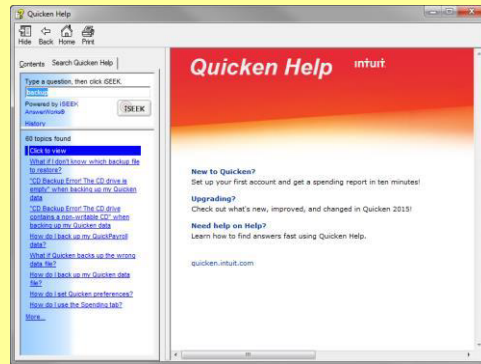 Quicken Help
Hide Back Home Print
Contents Search Quicken Help
Type a question, then click iSEEK.
backup
Powered by iSEEK
AnswerWorks®
iSEEK
History
60 topics found
Click to view
What if I don't know which backup file
to restore?
"CD Backup Error! The CD drive is
empty" when backing up my Quicken
data
"CD Backup Error! The CD drive
contains a non-writable CD" when
backing up my Quicken data
How do I back up my QuickPayroll
data?
What if Quicken backs up the wrong
data file?
How do I back up my Quicken data
file?
How do I set Quicken preferences?
How do I use the Spending tab?
More...
Quicken Help intuit
New to Quicken?
Set up your first account and get a spending report in ten minutes!
Upgrading?
Check out what's new, improved, and changed in Quicken 2015!
Need help on Help?
Learn how to find answers fast using Quicken Help.
quicken.intuit.com